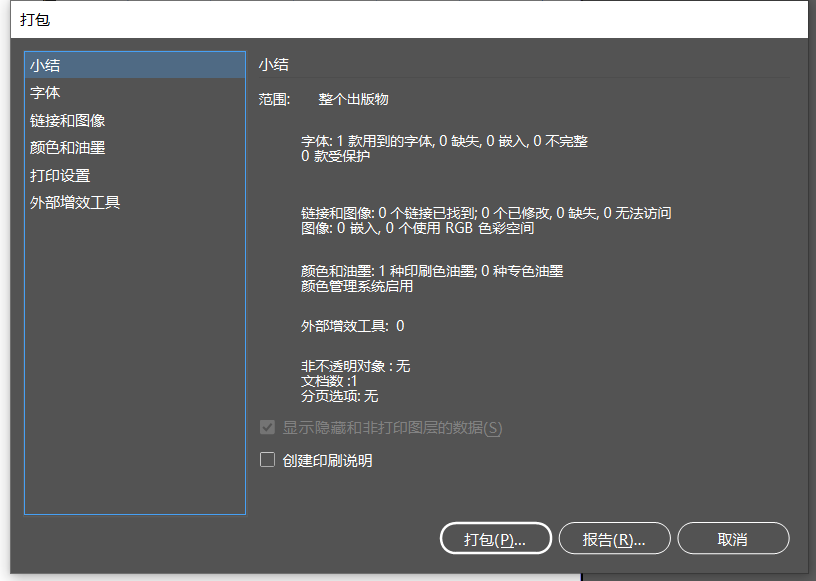 打包
小结
字体
链接和图像
颜色和油墨
打印设置
外部增效工具
小结
范围: 整个出版物
字体: 1 款用到的字体, 0 缺失, 0 嵌入, 0 不完整
0 款受保护
链接和图像: 0 个链接已找到; 0 个已修改, 0 缺失, 0 无法访问
图像: 0 嵌入, 0 个使用 RGB 色彩空间
颜色和油墨: 1 种印刷色油墨; 0 种专色油墨
颜色管理系统启用
外部增效工具: 0
非不透明对象 : 无
文档数 :1
分页选项: 无
显示隐藏和非打印图层的数据(S)
创建印刷说明
打包(P)... 报告(R)... 取消